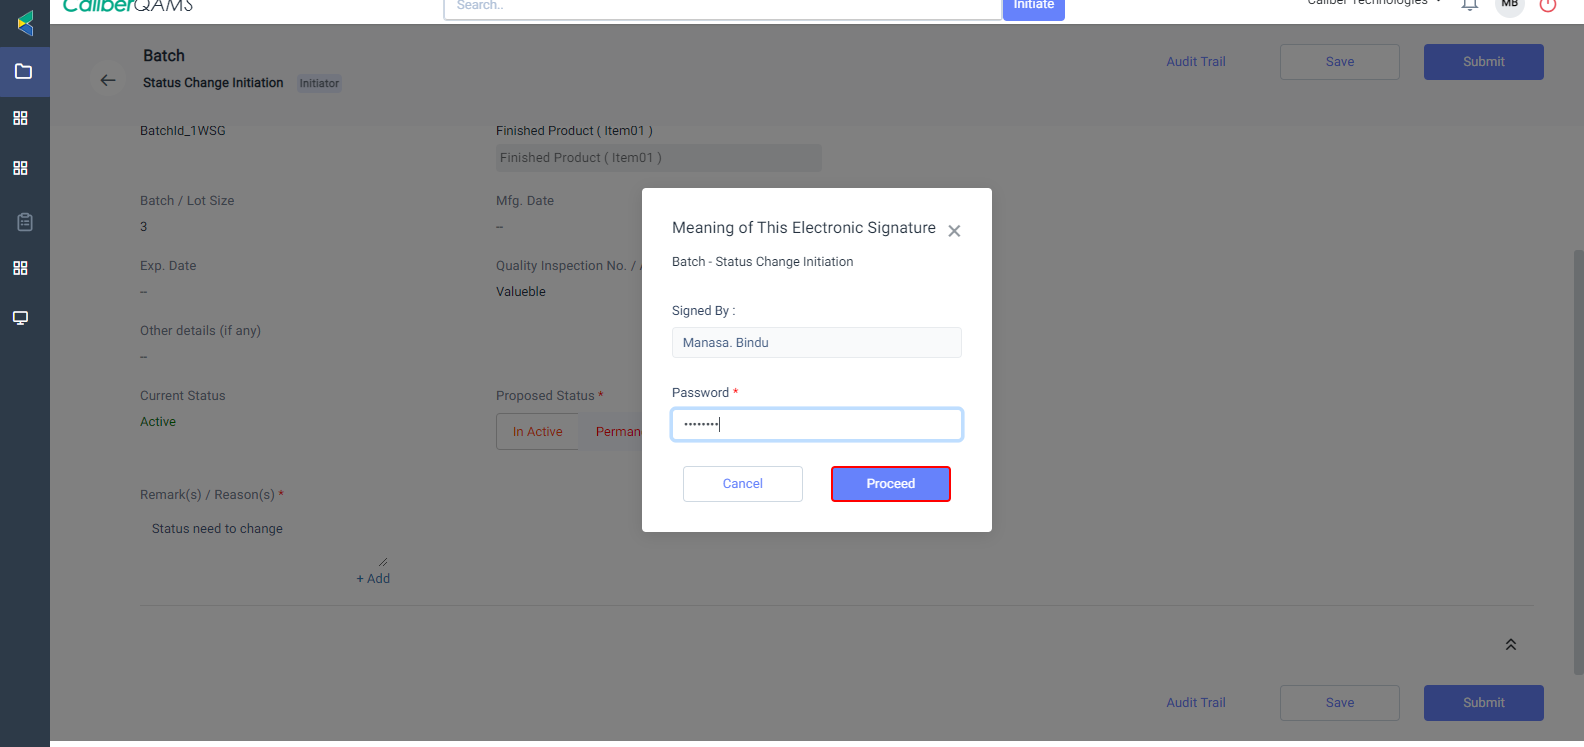 CaliberQAMS
Search..
Initiate
Caliber Technologies
MB
Batch
Status Change Initiation
Initiator
Audit Trail
Save
Submit
BatchId_1WSG
Finished Product ( Item01 )
Finished Product ( Item01 )
Batch / Lot Size
Mfg. Date
3
--
Exp. Date
Quality Inspection No. /
--
Valueble
Other details (if any)
--
Current Status
Proposed Status *
Active
In Active
Perman
Remark(s) / Reason(s) *
Status need to change
+ Add
Meaning of This Electronic Signature
Batch - Status Change Initiation
Signed By :
Manasa. Bindu
Password *
••••••••
Cancel
Proceed
Audit Trail
Save
Submit